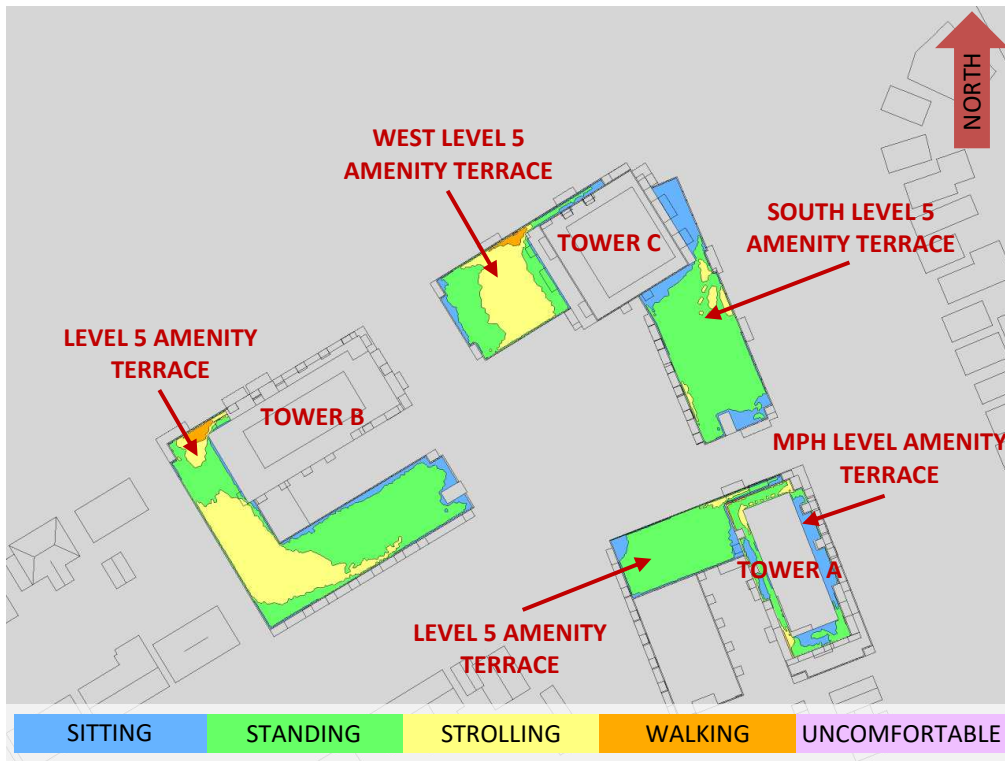 NORTH
WEST LEVEL 5
AMENITY TERRACE
TOWER C
SOUTH LEVEL 5
AMENITY TERRACE
LEVEL 5 AMENITY
TERRACE
TOWER B
MPH LEVEL AMENITY
TERRACE
TOWER A
LEVEL 5 AMENITY
TERRACE
SITTING
STANDING
STROLLING
WALKING
UNCOMFORTABLE